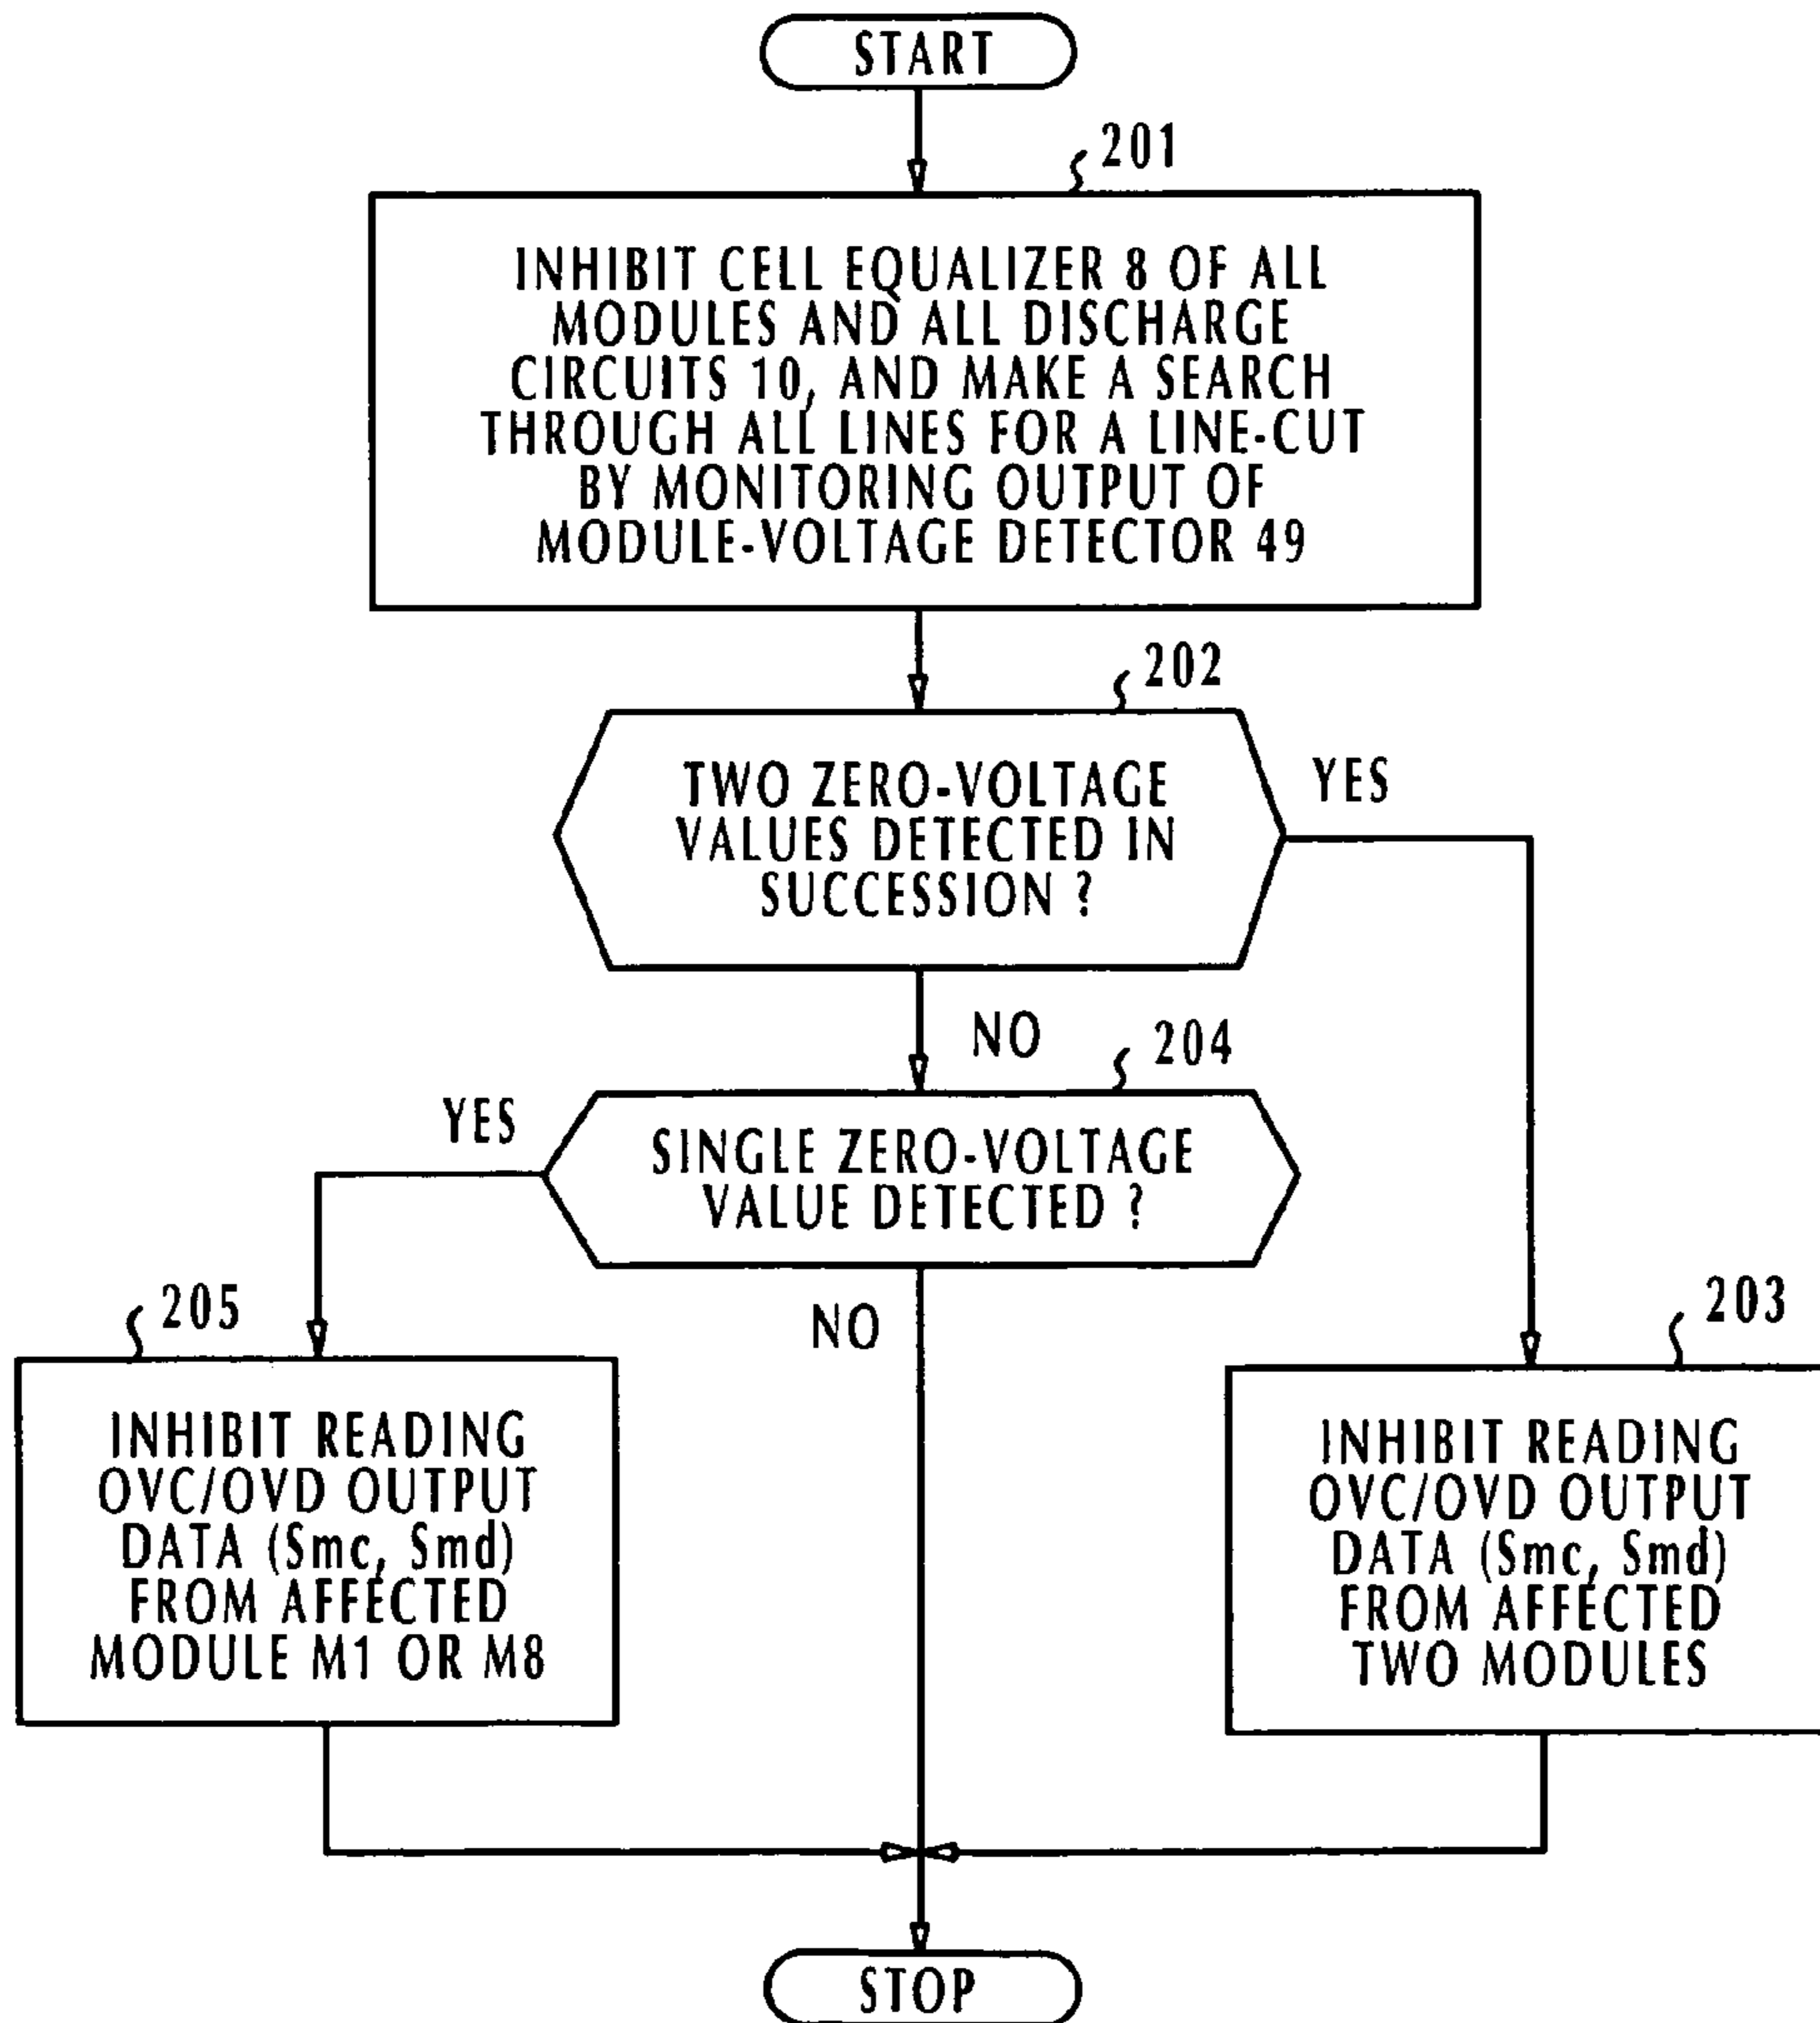 START
201
INHIBIT CELL EQUALIZER 8 OF ALL
MODULES AND ALL DISCHARGE
CIRCUITS 10, AND MAKE A SEARCH
THROUGH ALL LINES FOR A LINE-CUT
BY MONITORING OUTPUT OF
MODULE-VOLTAGE DETECTOR 49
202
TWO ZERO-VOLTAGE
VALUES DETECTED IN
SUCCESSION ?
YES
NO
204
YES
SINGLE ZERO-VOLTAGE
VALUE DETECTED ?
NO
205
INHIBIT READING
OVC/OVD OUTPUT
DATA (Smc, Smd)
FROM AFFECTED
MODULE M1 OR M8
203
INHIBIT READING
OVC/OVD OUTPUT
DATA (Smc, Smd)
FROM AFFECTED
TWO MODULES
STOP